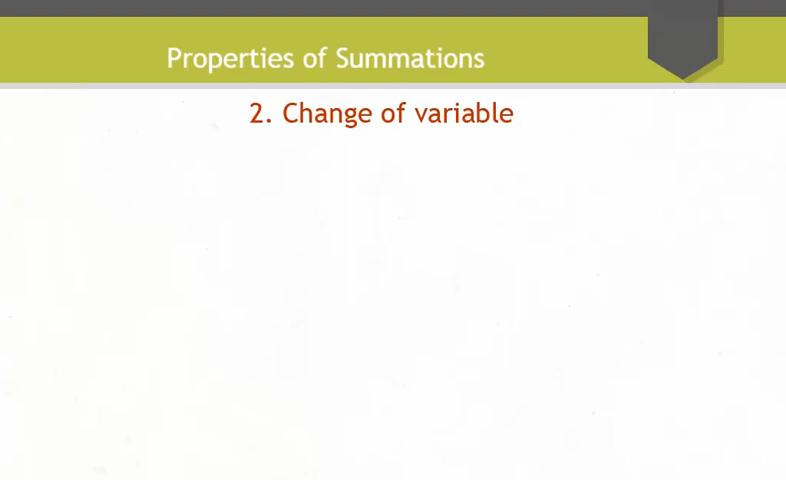 Properties of Summations
2. Change of variable